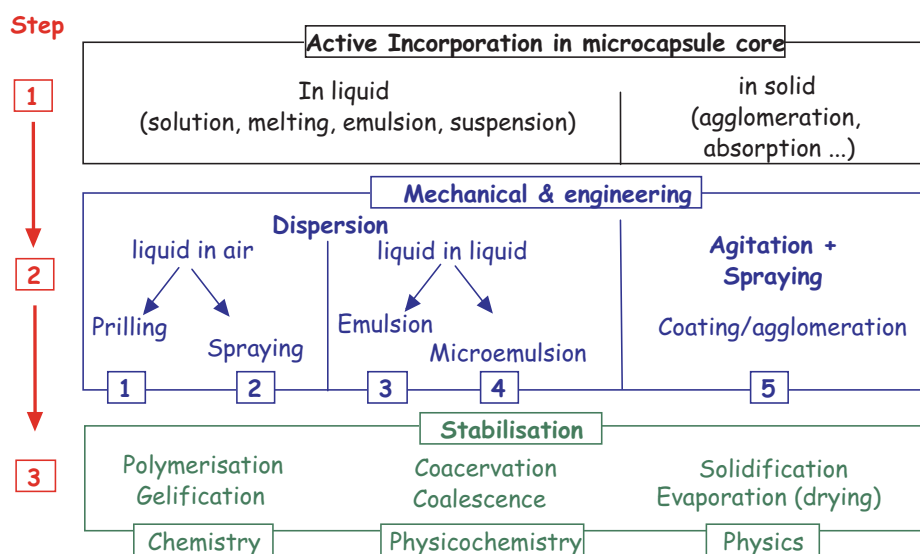 Step
Active Incorporation in microcapsule core
1
In liquid
(solution, melting, emulsion, suspension)
in solid
(agglomeration,
absorption ...)
Mechanical & engineering
Dispersion
2
liquid in air
liquid in liquid
Agitation +
Spraying
Prilling
Spraying
Emulsion
Microemulsion
Coating/agglomeration
1
2
3
4
5
Stabilisation
3
Polymerisation
Gelification
Coacervation
Coalescence
Solidification
Evaporation (drying)
Chemistry
Physicochemistry
Physics